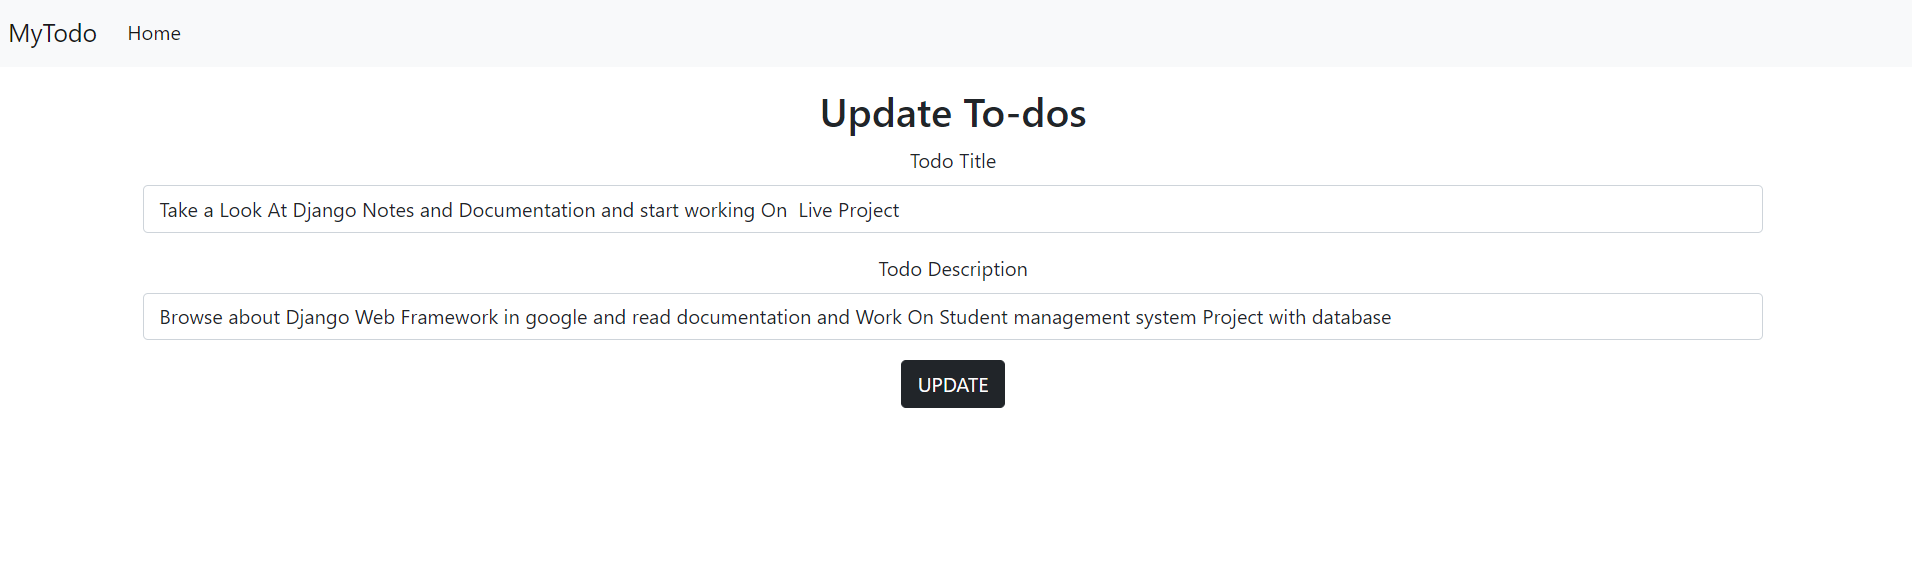 MyTodo Home
Update To-dos
Todo Title
Take a Look At Django Notes and Documentation and start working On  Live Project
Todo Description
Browse about Django Web Framework in google and read documentation and Work On Student management system Project with database
UPDATE